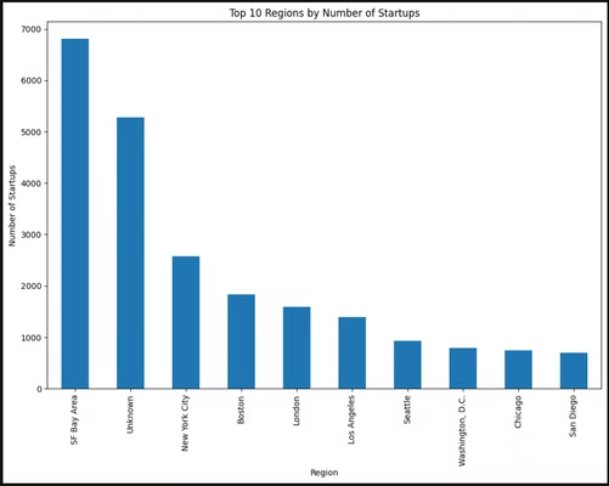 Top 10 Regions by Number of Startups
7000
6000
5000
4000
3000
2000
1000
0
Number of Startups
SF Bay Area
Unknown
New York City
Boston
London
Los Angeles
Seattle
Washington, D.C.
Chicago
San Diego
Region